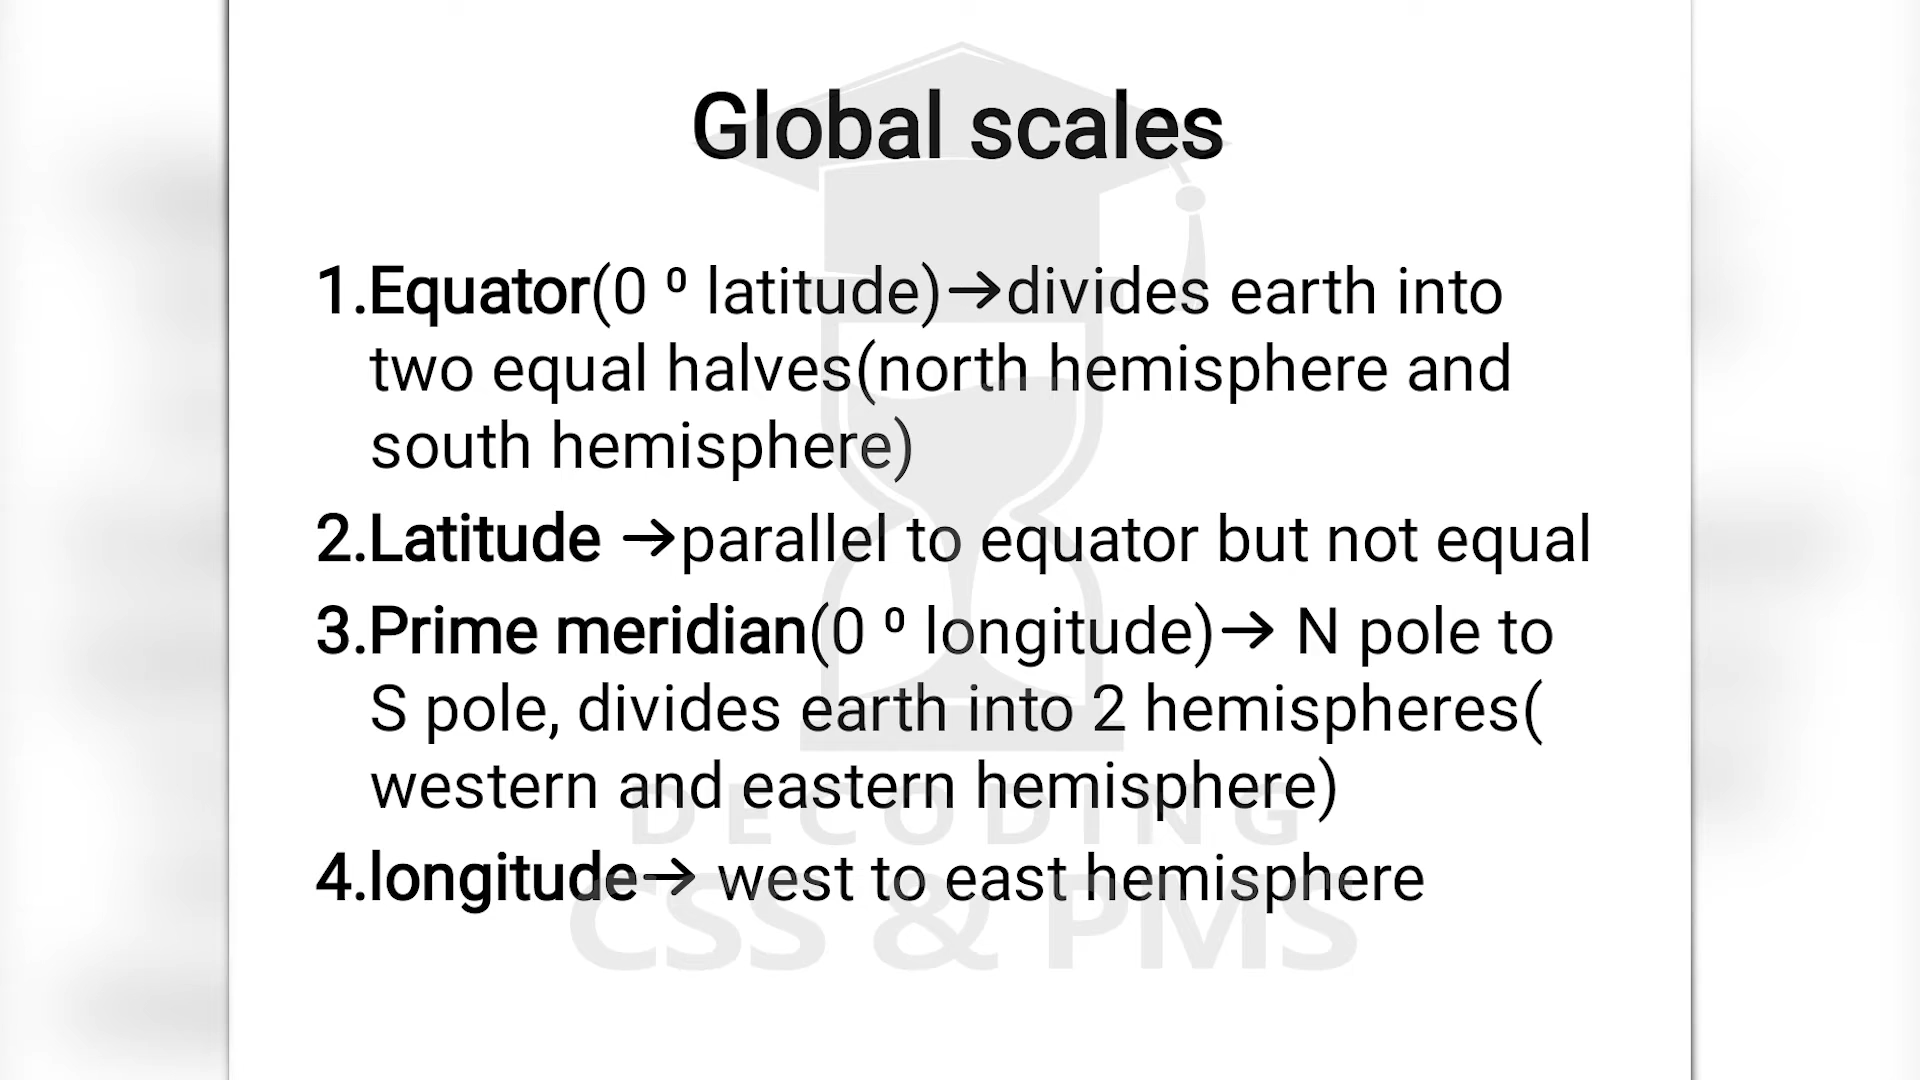 Global scales
1.Equator(0 ⁰ latitude)→divides earth into
two equal halves(north hemisphere and
south hemisphere)
2.Latitude →parallel to equator but not equal
3.Prime meridian(0 ⁰ longitude)→ N pole to
S pole, divides earth into 2 hemispheres(
western and eastern hemisphere)
DECODING
4.longitude→ west to east hemisphere
CSS & PMS